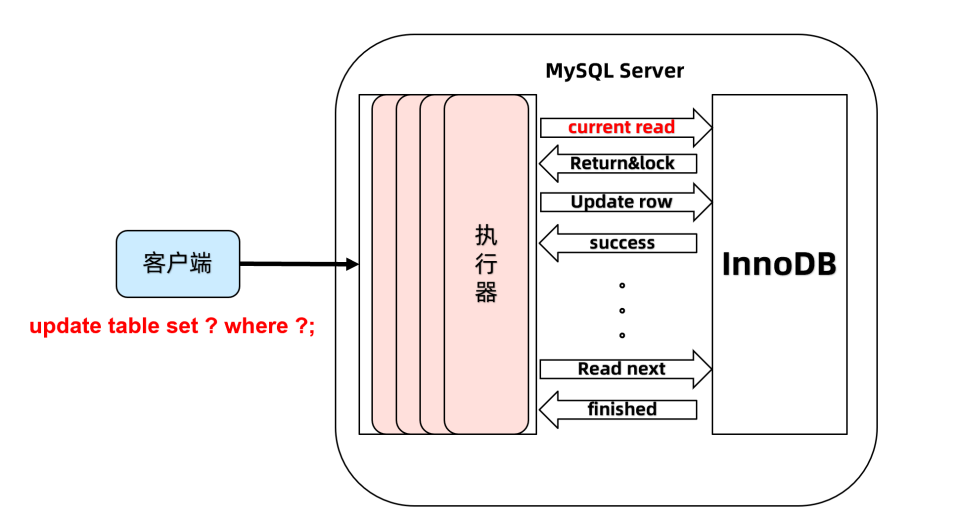 MySQL Server
current read
Return&lock
Update row
success
Read next
finished
执
行
器
InnoDB
客户端
update table set ? where ?;